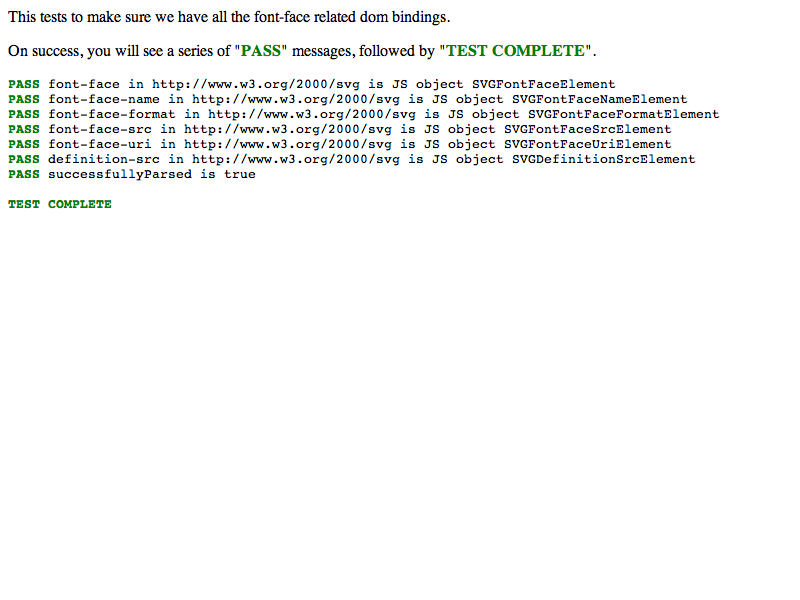 This tests to make sure we have all the font-face related dom bindings.
On success, you will see a series of "PASS" messages, followed by "TEST COMPLETE".
PASS font-face in http://www.w3.org/2000/svg is JS object SVGFontFaceElement
PASS font-face-name in http://www.w3.org/2000/svg is JS object SVGFontFaceNameElement
PASS font-face-format in http://www.w3.org/2000/svg is JS object SVGFontFaceFormatElement
PASS font-face-src in http://www.w3.org/2000/svg is JS object SVGFontFaceSrcElement
PASS font-face-uri in http://www.w3.org/2000/svg is JS object SVGFontFaceUriElement
PASS definition-src in http://www.w3.org/2000/svg is JS object SVGDefinitionSrcElement
PASS successfullyParsed is true
TEST COMPLETE